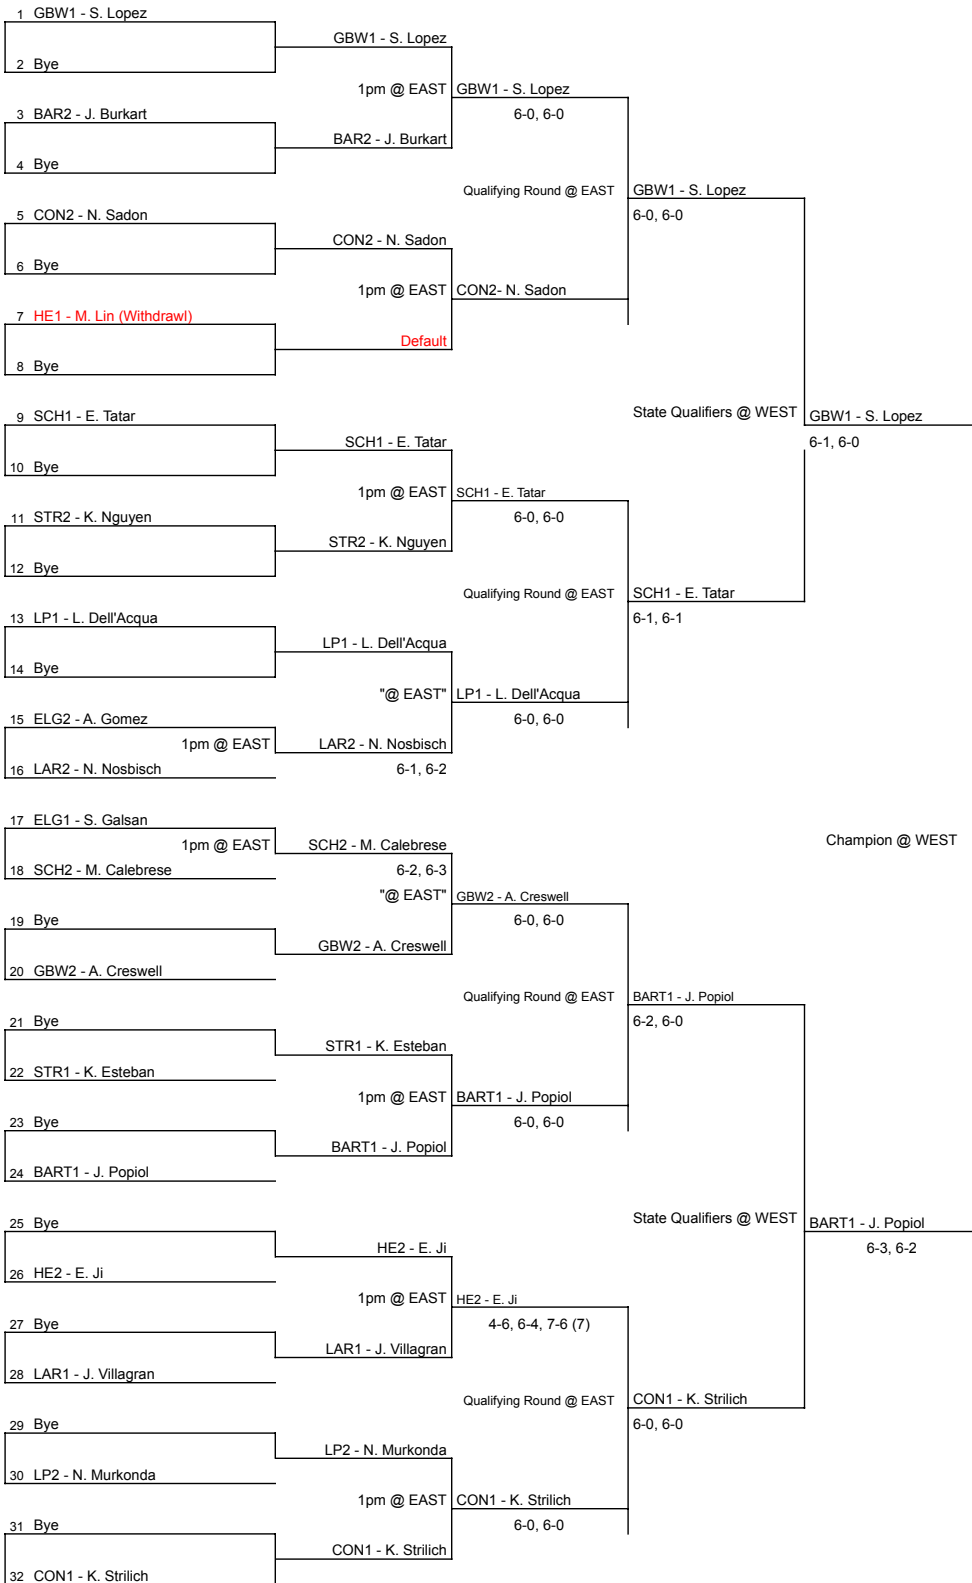 1 GBW1 - S. Lopez
GBW1 - S. Lopez
2 Bye
1pm @ EAST GBW1 - S. Lopez
3 BAR2 - J. Burkart 6-0, 6-0
BAR2 - J. Burkart
4 Bye
Qualifying Round @ EAST GBW1 - S. Lopez
5 CON2 - N. Sadon 6-0, 6-0
CON2 - N. Sadon
6 Bye
1pm @ EAST CON2- N. Sadon
7 HE1 - M. Lin (Withdrawl)
Default
8 Bye
9 SCH1 - E. Tatar State Qualifiers @ WEST GBW1 - S. Lopez
SCH1 - E. Tatar 6-1, 6-0
10 Bye
1pm @ EAST SCH1 - E. Tatar
11 STR2 - K. Nguyen 6-0, 6-0
STR2 - K. Nguyen
12 Bye
Qualifying Round @ EAST SCH1 - E. Tatar
13 LP1 - L. Dell'Acqua 6-1, 6-1
LP1 - L. Dell'Acqua
14 Bye
"@ EAST" LP1 - L. Dell'Acqua
15 ELG2 - A. Gomez 6-0, 6-0
1pm @ EAST LAR2 - N. Nosbisch
16 LAR2 - N. Nosbisch 6-1, 6-2
17 ELG1 - S. Galsan
1pm @ EAST SCH2 - M. Calebrese Champion @ WEST
18 SCH2 - M. Calebrese 6-2, 6-3
"@ EAST" GBW2 - A. Creswell
19 Bye 6-0, 6-0
GBW2 - A. Creswell
20 GBW2 - A. Creswell
Qualifying Round @ EAST BART1 - J. Popiol
21 Bye 6-2, 6-0
STR1 - K. Esteban
22 STR1 - K. Esteban
1pm @ EAST BART1 - J. Popiol
23 Bye 6-0, 6-0
BART1 - J. Popiol
24 BART1 - J. Popiol
25 Bye State Qualifiers @ WEST BART1 - J. Popiol
HE2 - E. Ji 6-3, 6-2
26 HE2 - E. Ji
1pm @ EAST HE2 - E. Ji
27 Bye 4-6, 6-4, 7-6 (7)
LAR1 - J. Villagran
28 LAR1 - J. Villagran
Qualifying Round @ EAST CON1 - K. Strilich
29 Bye 6-0, 6-0
LP2 - N. Murkonda
30 LP2 - N. Murkonda
1pm @ EAST CON1 - K. Strilich
31 Bye 6-0, 6-0
CON1 - K. Strilich
32 CON1 - K. Strilich